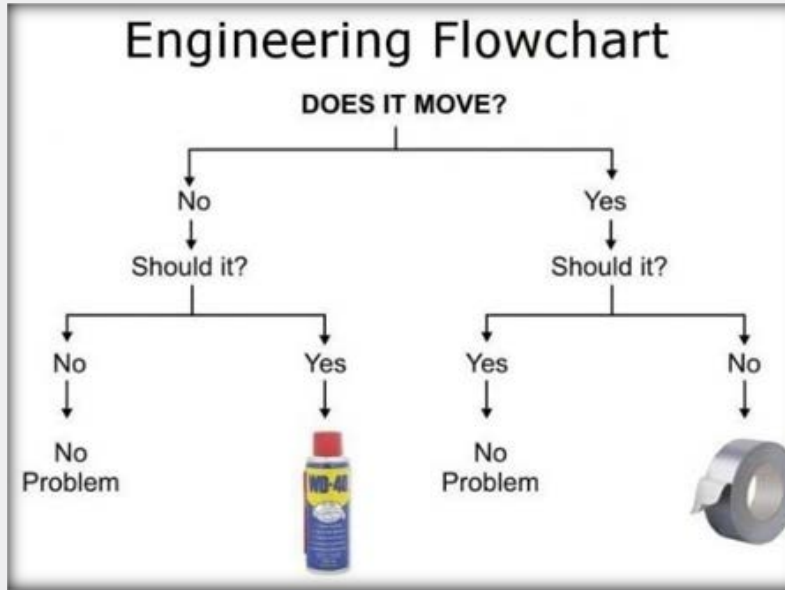 Engineering Flowchart
DOES IT MOVE?
No
Yes
Should it?
Should it?
No
Yes
Yes
No
No
Problem
No
Problem
WD-40